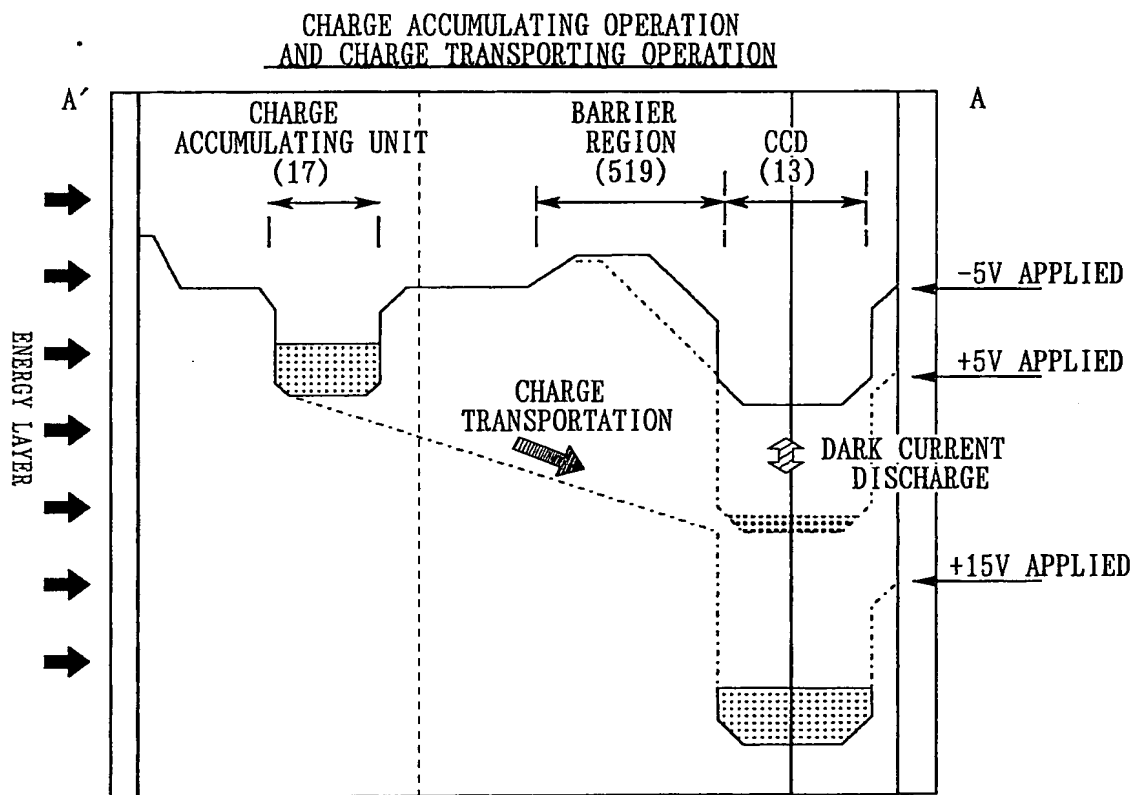 CHARGE ACCUMULATING OPERATION
AND CHARGE TRANSPORTING OPERATION
A′
A
CHARGE
ACCUMULATING UNIT
(17)
BARRIER
REGION
(519)
CCD
(13)
-5V APPLIED
+5V APPLIED
ENERGY LAYER
CHARGE
TRANSPORTATION
DARK CURRENT
DISCHARGE
+15V APPLIED